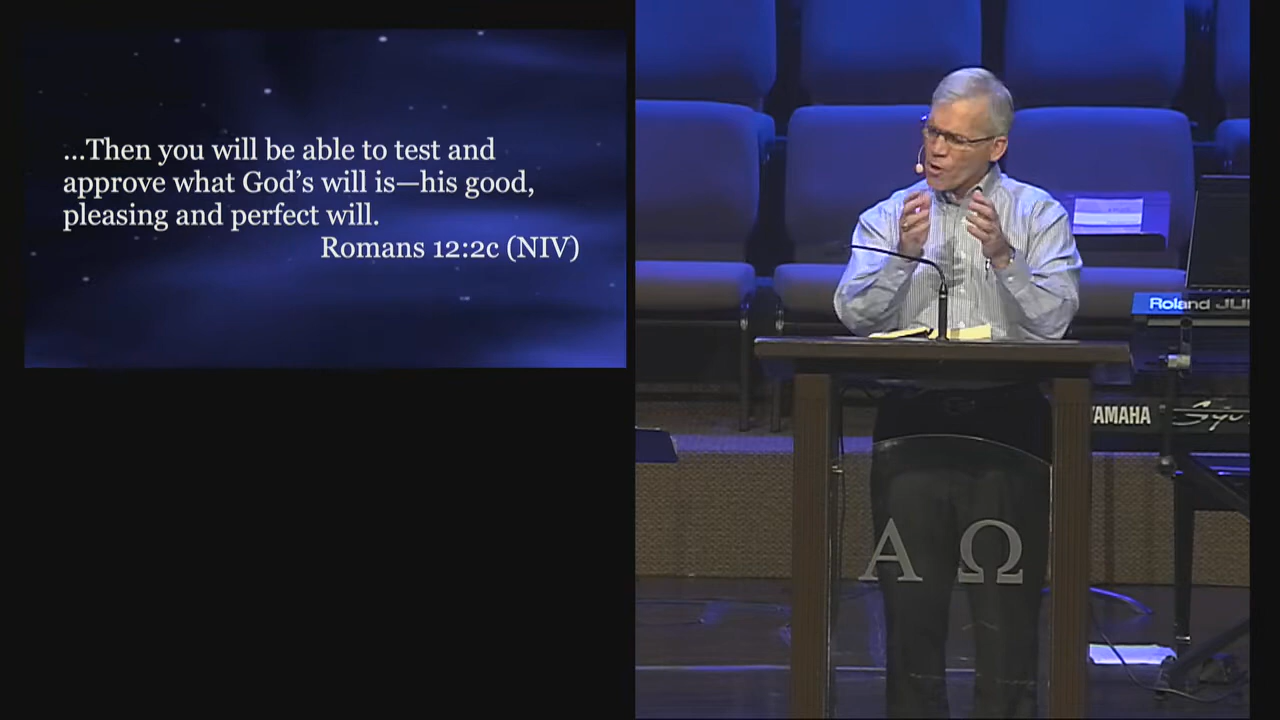 ...Then you will be able to test and
approve what God's will is—his good,
pleasing and perfect will.
Romans 12:2c (NIV)
Roland
YAMAHA
Α Ω